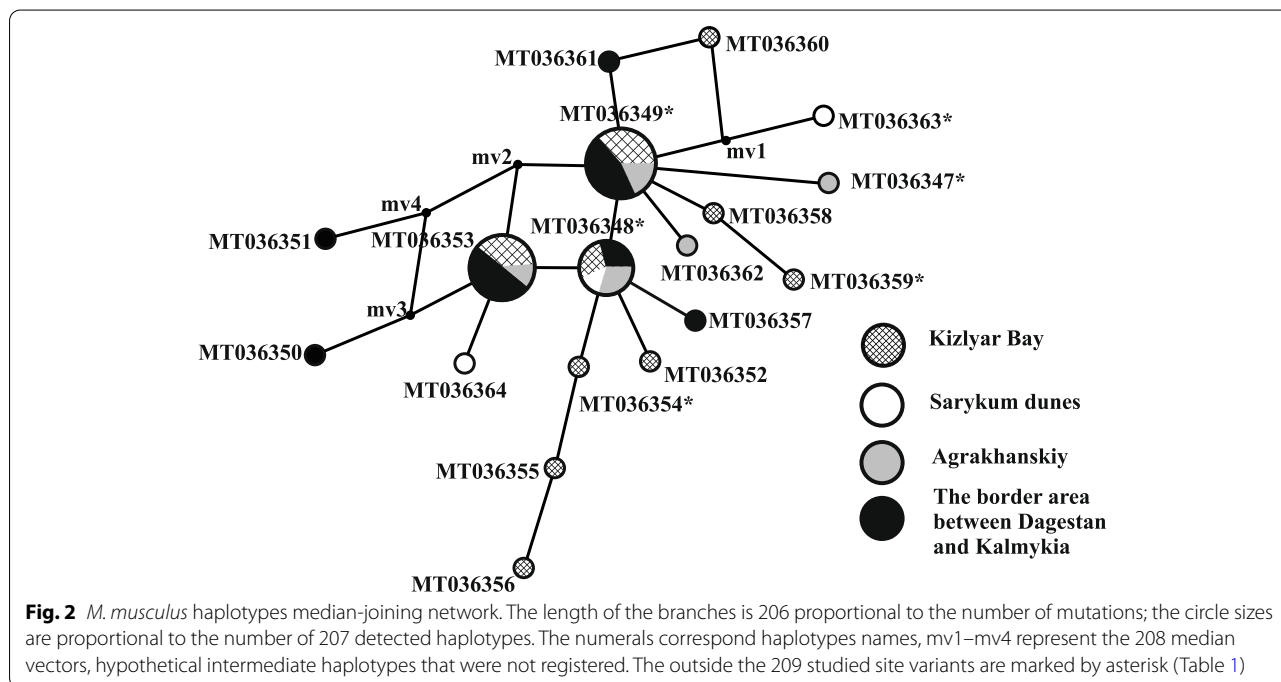 MT036361
MT036360
MT036349*
MT036363*
mv1
mv2
MT036347*
mv4
MT036358
MT036351
MT036353
MT036348*
MT036362
MT036359*
mv3
MT036357
MT036350
MT036352
MT036364
MT036354*
MT036355
MT036356
Kizlyar Bay
Sarykum dunes
Agrakhanskiy
The border area
between Dagestan
and Kalmykia
Fig. 2 M. musculus haplotypes median-joining network. The length of the branches is 206 proportional to the number of mutations; the circle sizes
are proportional to the number of 207 detected haplotypes. The numerals correspond haplotypes names, mv1–mv4 represent the 208 median
vectors, hypothetical intermediate haplotypes that were not registered. The outside the 209 studied site variants are marked by asterisk (Table 1)